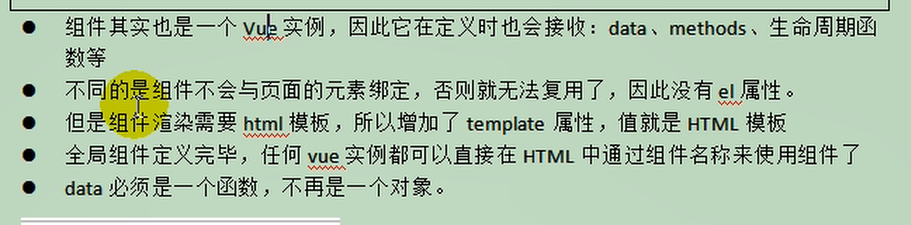 ● 组件其实也是一个 Vue 实例，因此它在定义时也会接收：data、methods、生命周期函
数等
● 不同的是组件不会与页面的元素绑定，否则就无法复用了，因此没有 el 属性。
● 但是组件渲染需要 html 模板，所以增加了 template 属性，值就是 HTML 模板
● 全局组件定义完毕，任何 vue 实例都可以直接在 HTML 中通过组件名称来使用组件了
● data 必须是一个函数，不再是一个对象。